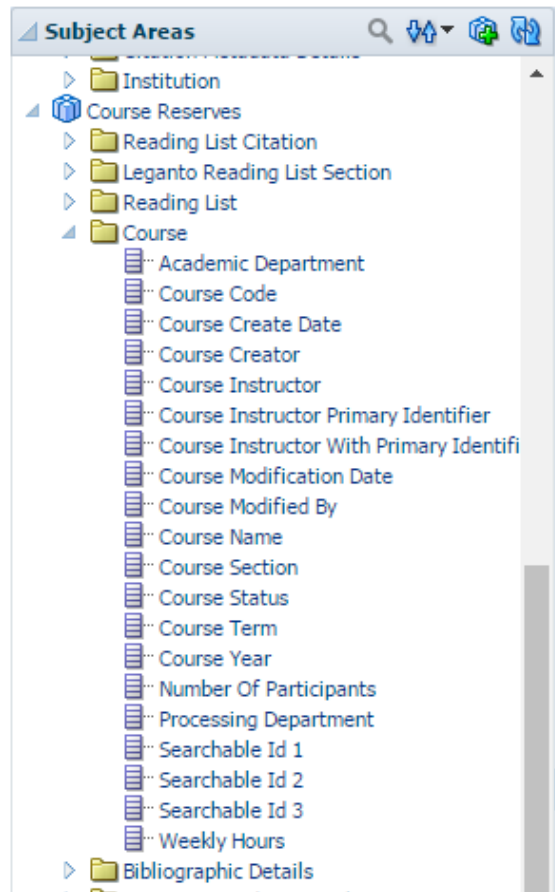 Subject Areas
Citation Metadata Details
Institution
Course Reserves
Reading List Citation
Leganto Reading List Section
Reading List
Course
Academic Department
Course Code
Course Create Date
Course Creator
Course Instructor
Course Instructor Primary Identifier
Course Instructor With Primary Identifi
Course Modification Date
Course Modified By
Course Name
Course Section
Course Status
Course Term
Course Year
Number Of Participants
Processing Department
Searchable Id 1
Searchable Id 2
Searchable Id 3
Weekly Hours
Bibliographic Details